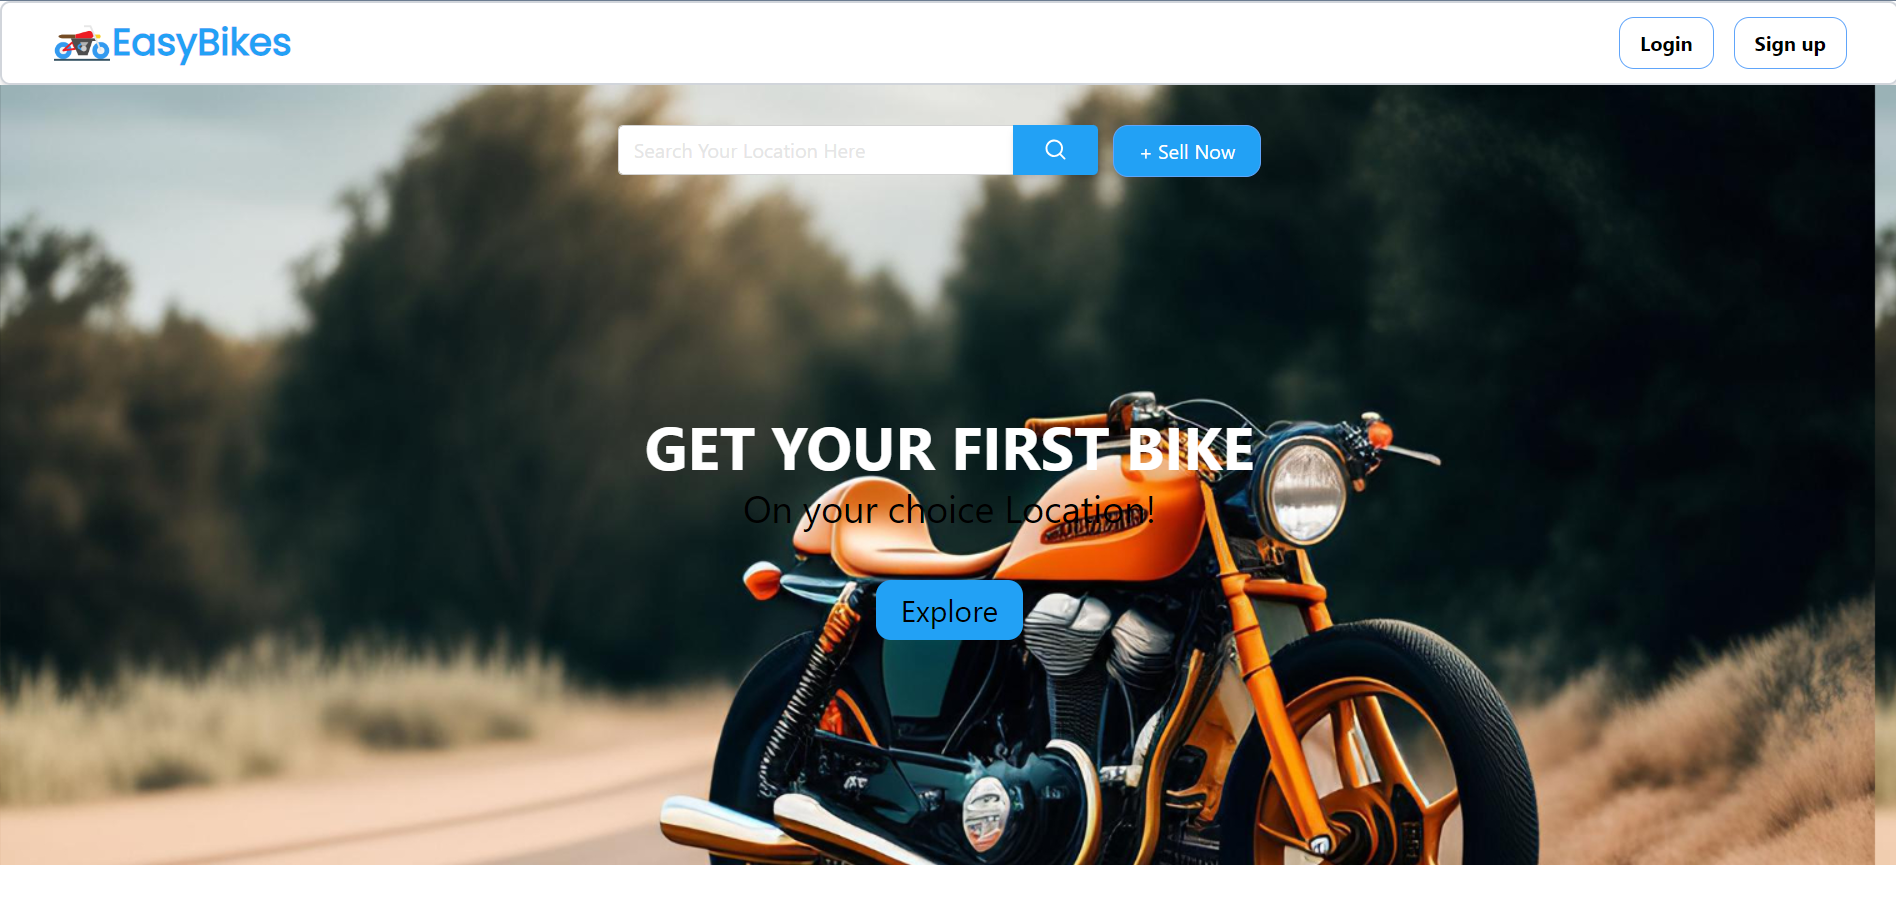 EasyBikes
Login
Sign up
Search Your Location Here
+ Sell Now
GET YOUR FIRST BIKE
On your choice Location!
Explore